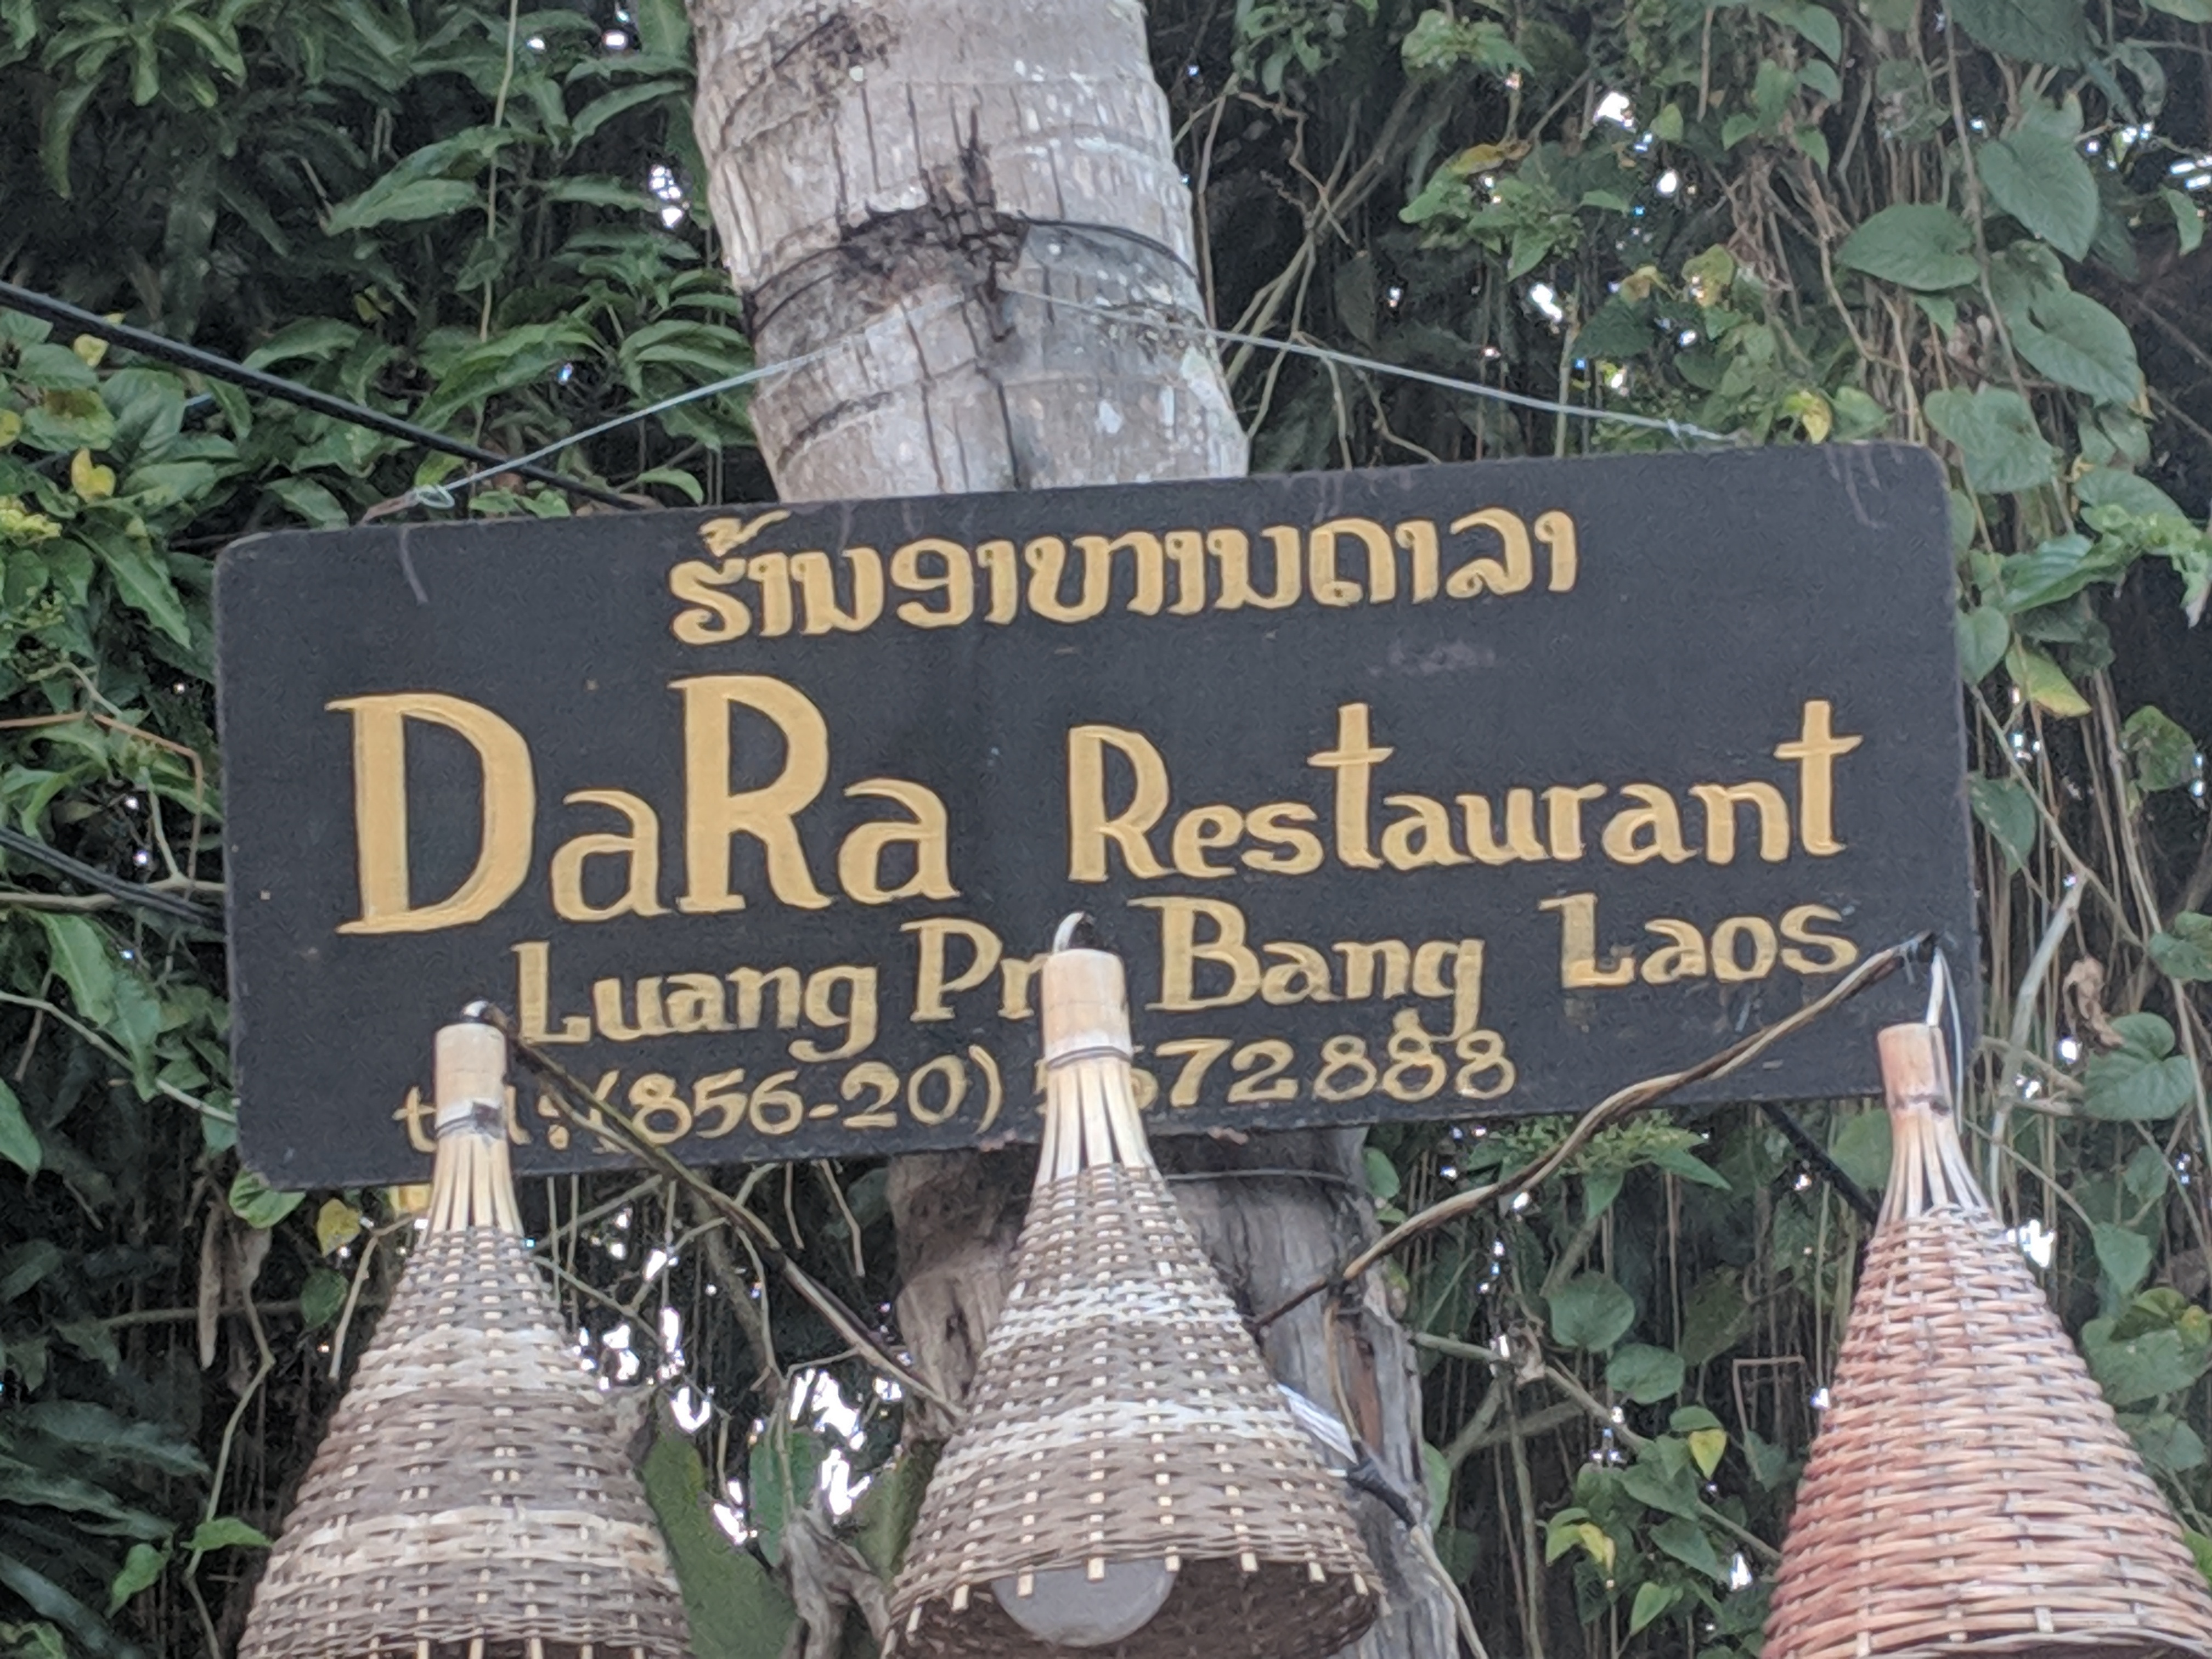 ຮ້ານອາຫານດາລາ
DaRa Restaurant
Luang Bang Laos
(856-20)